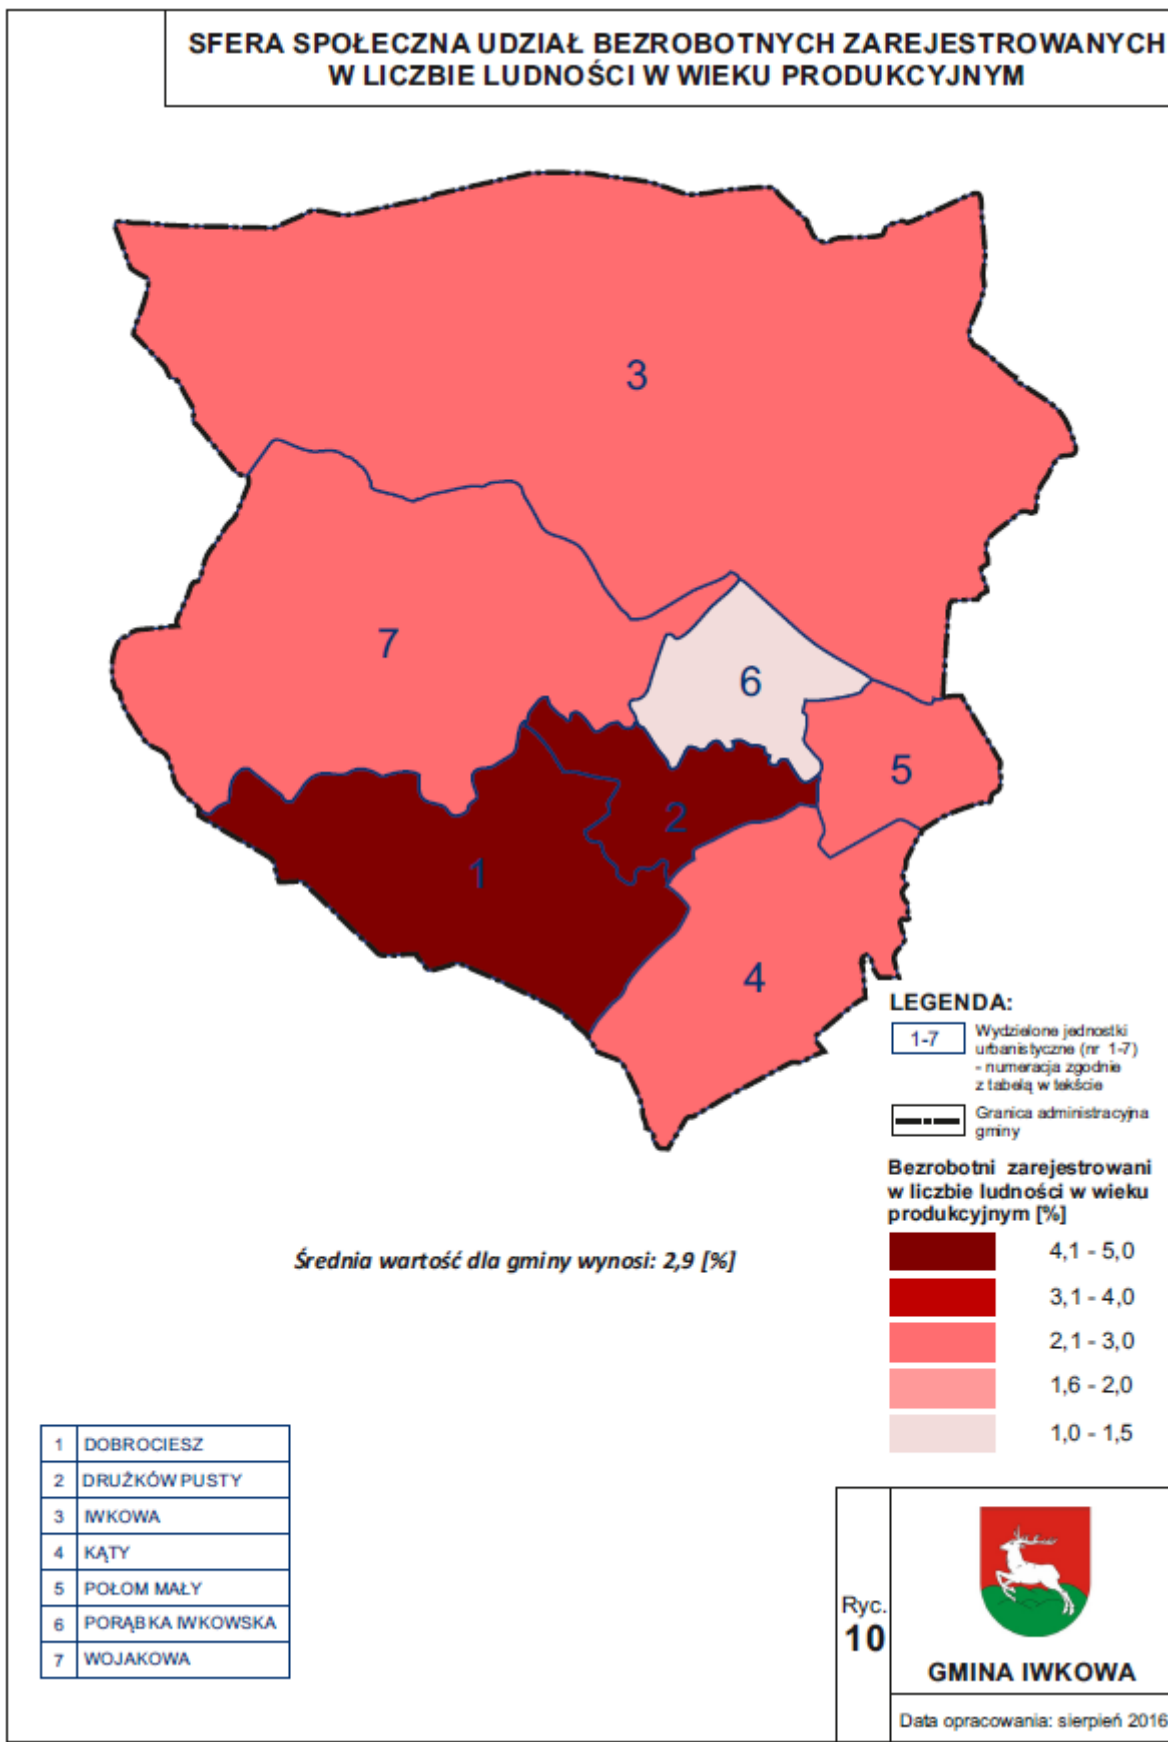 SFERA SPOŁECZNA UDZIAŁ BEZROBOTNYCH ZAREJESTROWANYCH
W LICZBIE LUDNOŚCI W WIEKU PRODUKCYJNYM
3
7
6
5
2
1
4
LEGENDA:
1-7
Wydzielone jednostki
urbanistyczne (nr 1-7)
- numeracja zgodnie
z tabelą w tekście
Granica administracyjna
gminy
Bezrobotni zarejestrowani
w liczbie ludności w wieku
produkcyjnym [%]
4,1 - 5,0
3,1 - 4,0
2,1 - 3,0
1,6 - 2,0
1,0 - 1,5
Średnia wartość dla gminy wynosi: 2,9 [%]
1 DOBROCIESZ
2 DRUŻKÓW PUSTY
3 IWKOWA
4 KĄTY
5 POŁOM MAŁY
6 PORĄBKA IWKOWSKA
7 WOJAKOWA
Ryc.
10
GMINA IWKOWA
Data opracowania: sierpień 2016